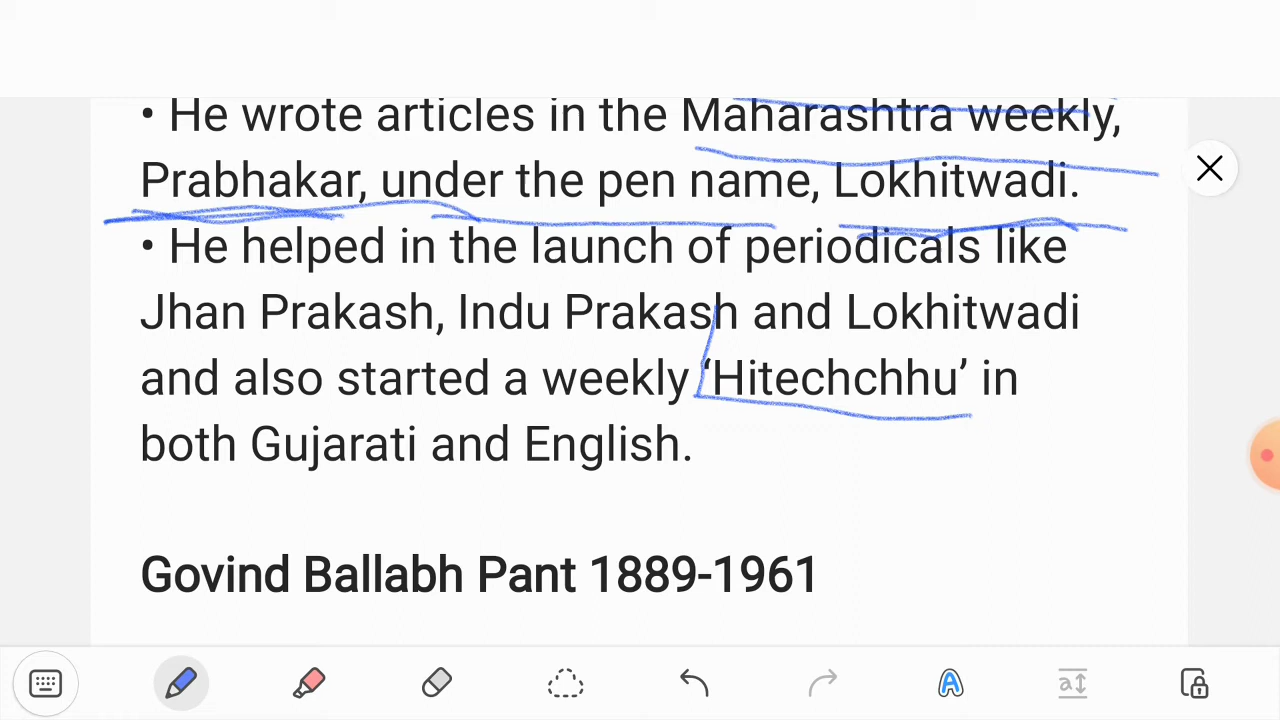 • He wrote articles in the Maharashtra weekly,
Prabhakar, under the pen name, Lokhitwadi.
• He helped in the launch of periodicals like
Jhan Prakash, Indu Prakash and Lokhitwadi
and also started a weekly ‘Hitechchhu’ in
both Gujarati and English.
Govind Ballabh Pant 1889-1961
A
a